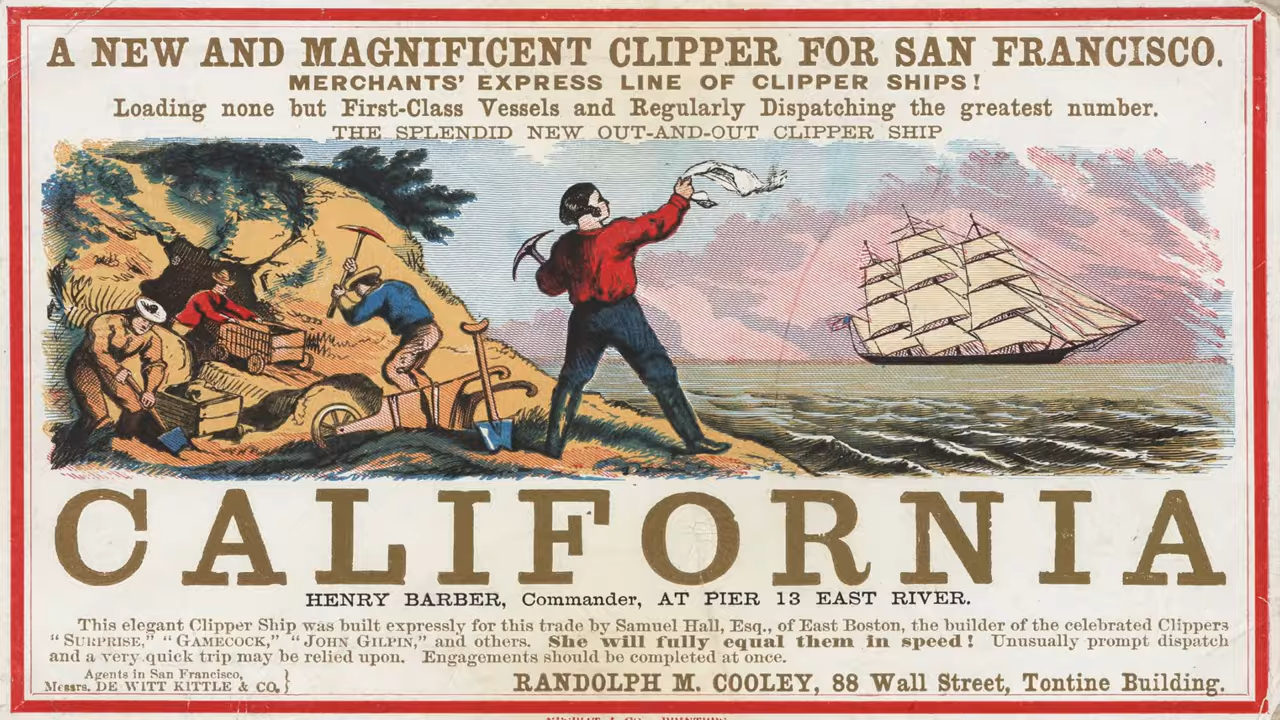 A NEW AND MAGNIFICENT CLIPPER FOR SAN FRANCISCO.
MERCHANTS' EXPRESS LINE OF CLIPPER SHIPS!
Loading none but First-Class Vessels and Regularly Dispatching the greatest number.
THE SPLENDID NEW OUT-AND-OUT CLIPPER SHIP
CALIFORNIA
HENRY BARBER, Commander, AT PIER 13 EAST RIVER.
This elegant Clipper Ship was built expressly for this trade by Samuel Hall, Esq., of East Boston, the builder of the celebrated Clippers
"SURPRISE," "GAMECOCK," "JOHN GILPIN," and others. She will fully equal them in speed! Unusually prompt dispatch
and a very quick trip may be relied upon. Engagements should be completed at once.
Agents in San Francisco,
Messrs. DE WITT KITTLE & CO.}
RANDOLPH M. COOLEY, 88 Wall Street, Tontine Building.